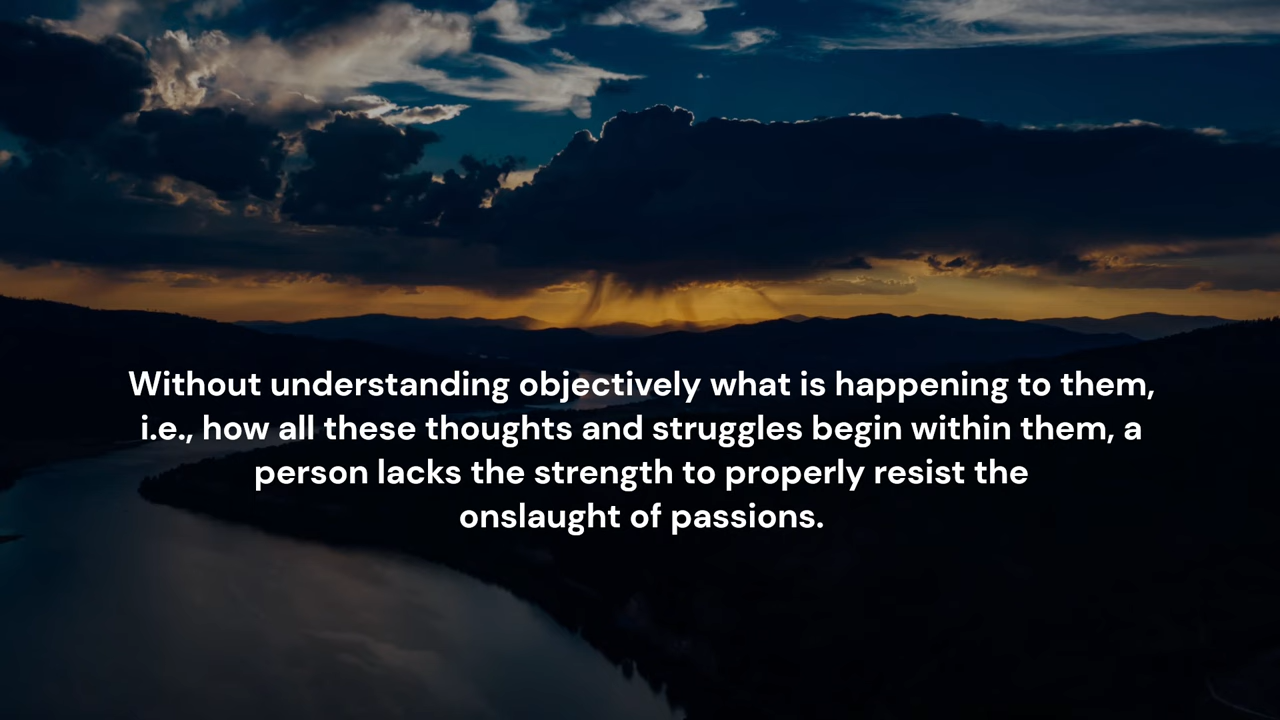 Without understanding objectively what is happening to them,
i.e., how all these thoughts and struggles begin within them, a
person lacks the strength to properly resist the
onslaught of passions.